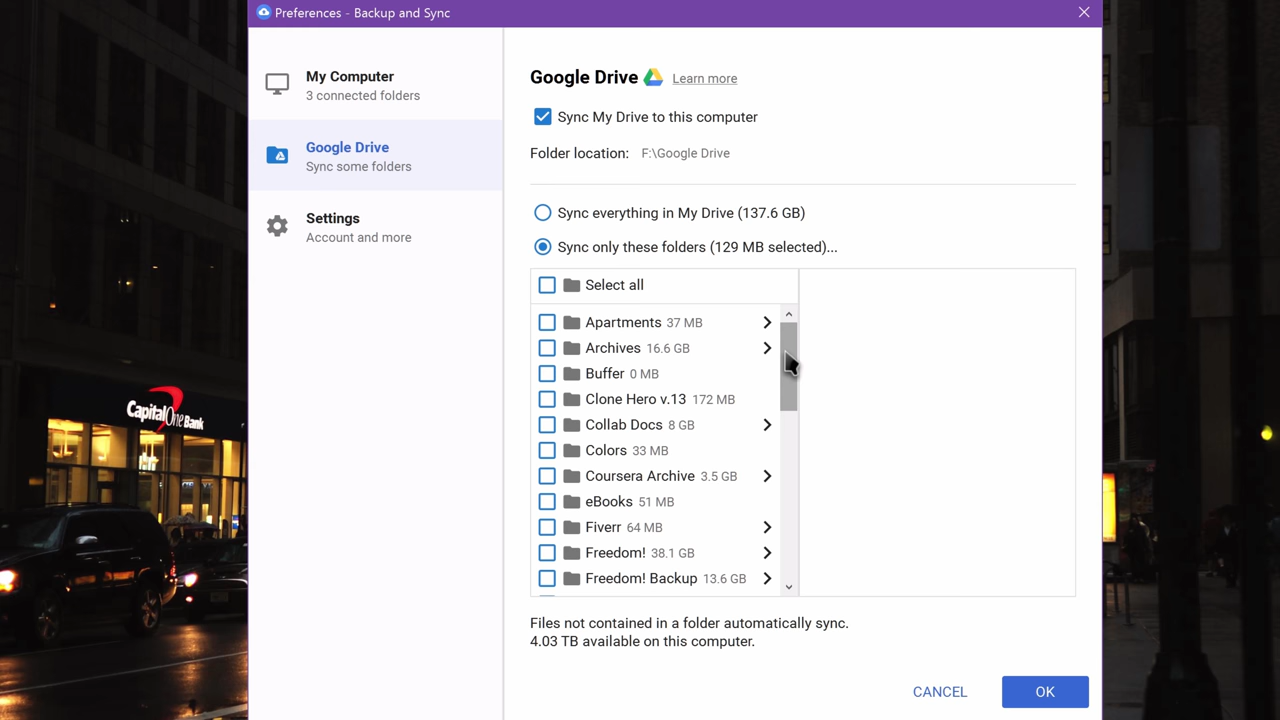 Preferences - Backup and Sync
My Computer
3 connected folders
Google Drive
Sync some folders
Settings
Account and more
Google Drive Learn more
Sync My Drive to this computer
Folder location: F:\Google Drive
Sync everything in My Drive (137.6 GB)
Sync only these folders (129 MB selected)...
Select all
Apartments 37 MB
Archives 16.6 GB
Buffer 0 MB
Clone Hero v.13 172 MB
Collab Docs 8 GB
Colors 33 MB
Coursera Archive 3.5 GB
eBooks 51 MB
Fiverr 64 MB
Freedom! 38.1 GB
Freedom! Backup 13.6 GB
Files not contained in a folder automatically sync.
4.03 TB available on this computer.
CANCEL OK
Capital One Bank